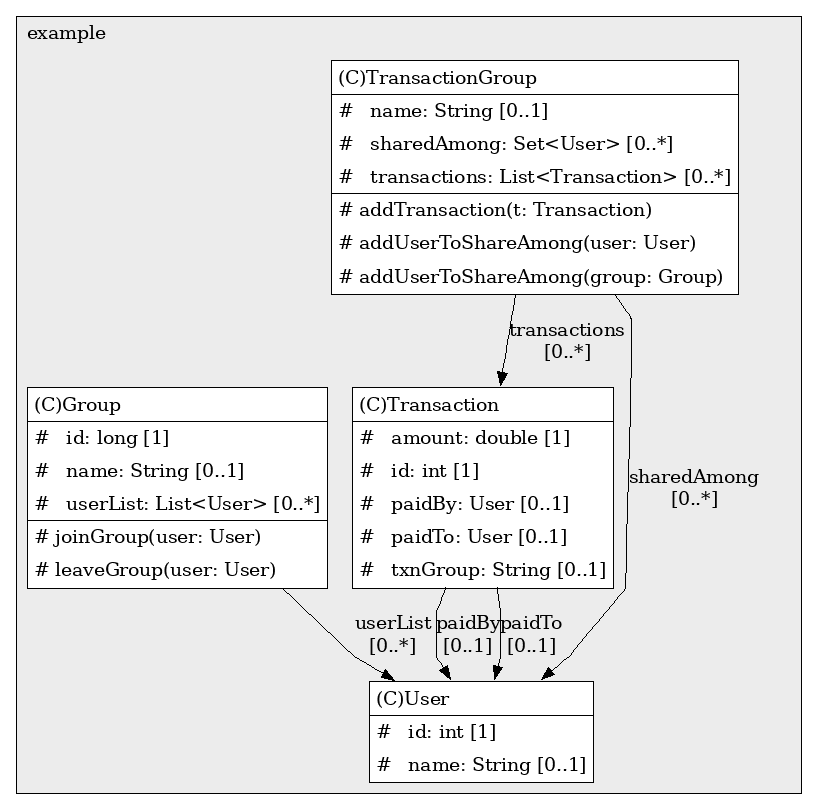 example
(C)TransactionGroup
# name: String [0..1]
# sharedAmong: Set<User> [0..*]
# transactions: List<Transaction> [0..*]
# addTransaction(t: Transaction)
# addUserToShareAmong(user: User)
# addUserToShareAmong(group: Group)
transactions
[0..*]
(C)Group
# id: long [1]
# name: String [0..1]
# userList: List<User> [0..*]
# joinGroup(user: User)
# leaveGroup(user: User)
(C)Transaction
# amount: double [1]
# id: int [1]
# paidBy: User [0..1]
# paidTo: User [0..1]
# txnGroup: String [0..1]
sharedAmong
[0..*]
userList
[0..*]
paidBy
[0..1]
paidTo
[0..1]
(C)User
# id: int [1]
# name: String [0..1]